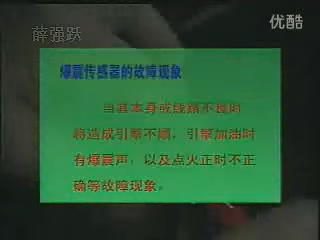 薛强跃
优酷
爆震传感器的故障现象
当其本身或线路不良时
将造成引擎不顺，引擎加油时
有爆震声，以及点火正时不正
确等故障现象。